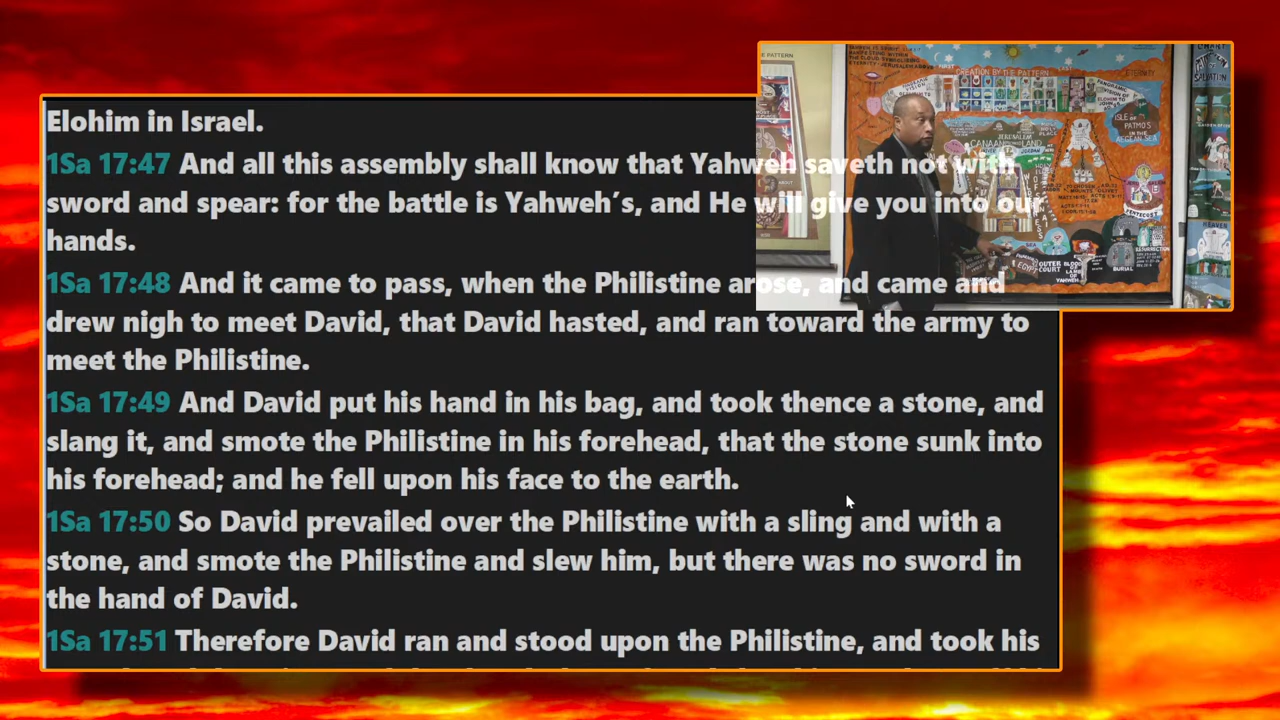 Elohim in Israel.
1Sa 17:47 And all this assembly shall know that Yahweh saveth not with
sword and spear: for the battle is Yahweh's, and He will give you into our
hands.
1Sa 17:48 And it came to pass, when the Philistine arose, and came and
drew nigh to meet David, that David hasted, and ran toward the army to
meet the Philistine.
1Sa 17:49 And David put his hand in his bag, and took thence a stone, and
slang it, and smote the Philistine in his forehead, that the stone sunk into
his forehead; and he fell upon his face to the earth.
1Sa 17:50 So David prevailed over the Philistine with a sling and with a
stone, and smote the Philistine and slew him, but there was no sword in
the hand of David.
1Sa 17:51 Therefore David ran and stood upon the Philistine, and took his
PATTERN
CREATION BY THE PATTERN
ETERNITY
ISLE OF
PATMOS
IN THE
AEGEAN SEA
JERUSALEM
CANAAN LAND
PENTECOST
RESURRECTION
EGYPT
OUTER
COURT
BLOOD
LAMB
YAHWEH
BURIAL
HEAVEN
CHART
SALVATION